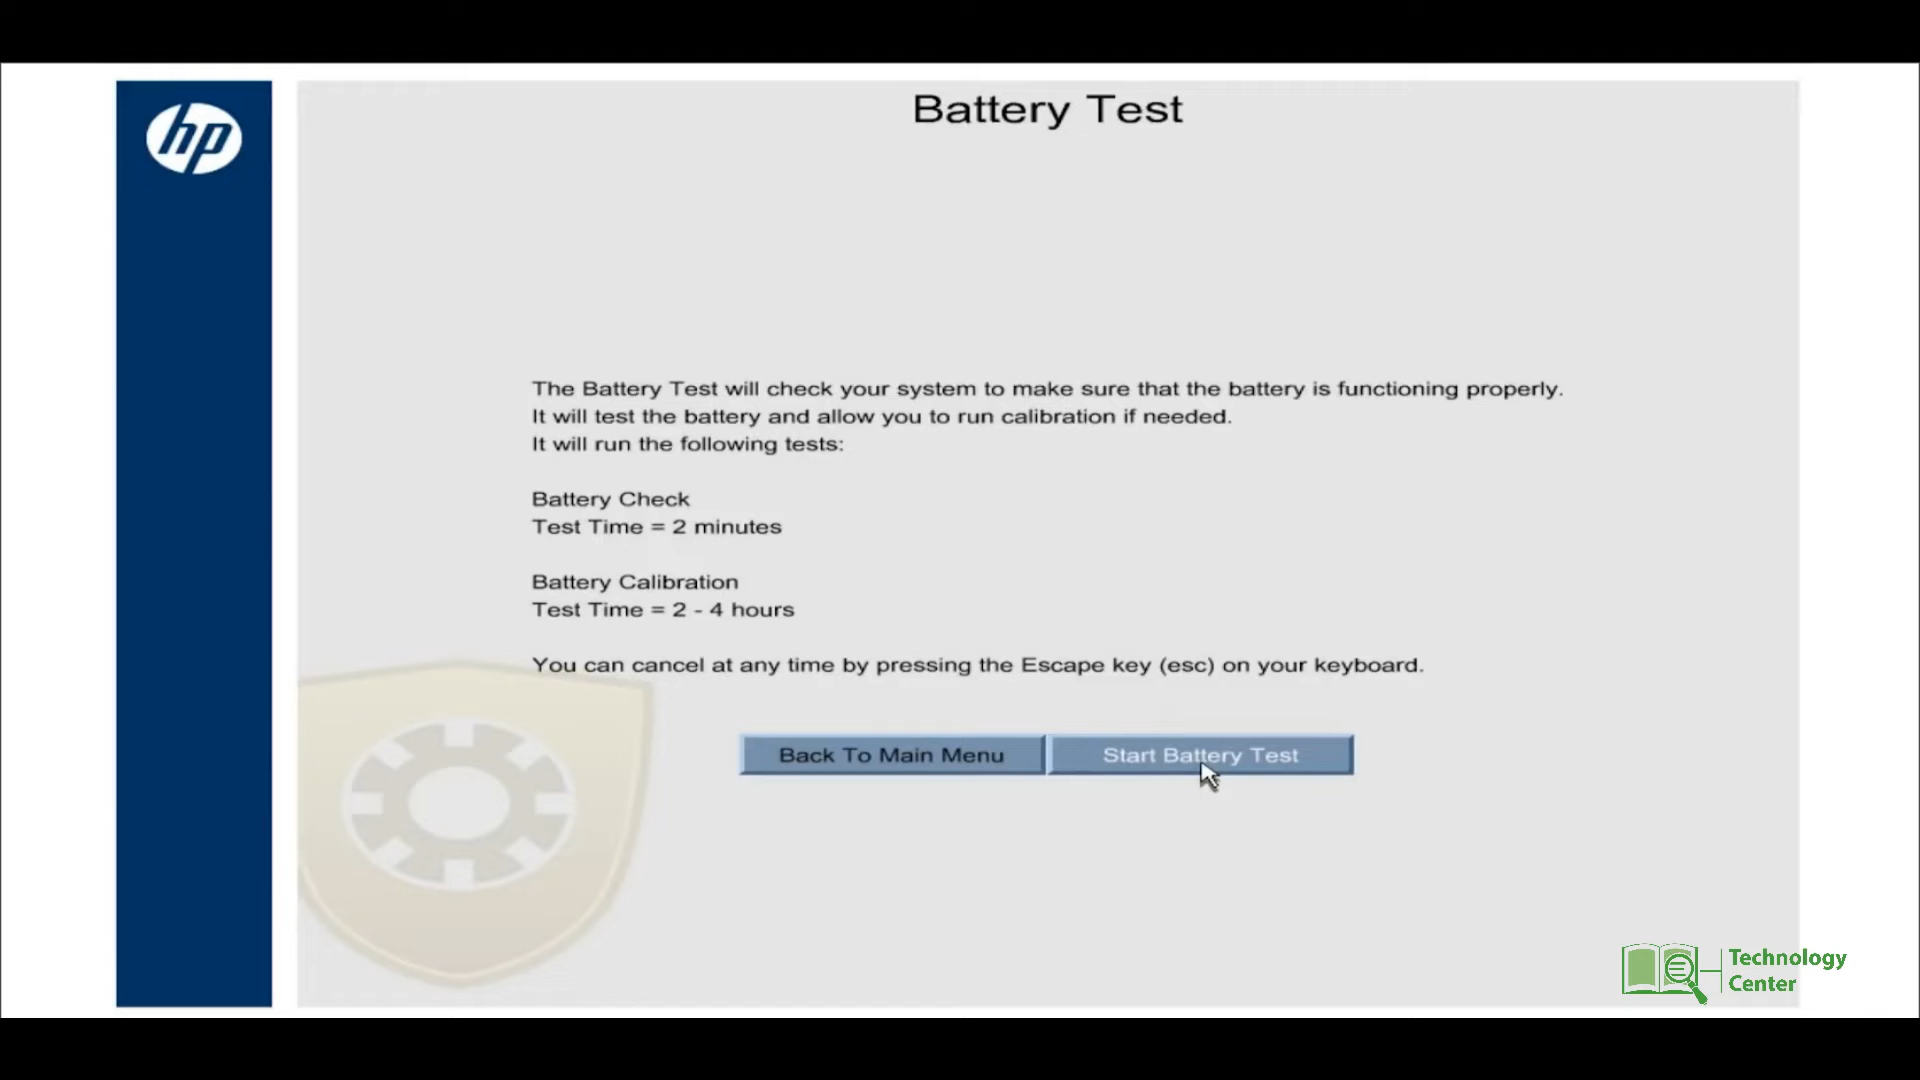 hp
Battery Test
The Battery Test will check your system to make sure that the battery is functioning properly.
It will test the battery and allow you to run calibration if needed.
It will run the following tests:
Battery Check
Test Time = 2 minutes
Battery Calibration
Test Time = 2 - 4 hours
You can cancel at any time by pressing the Escape key (esc) on your keyboard.
Back To Main Menu
Start Battery Test
Technology
Center